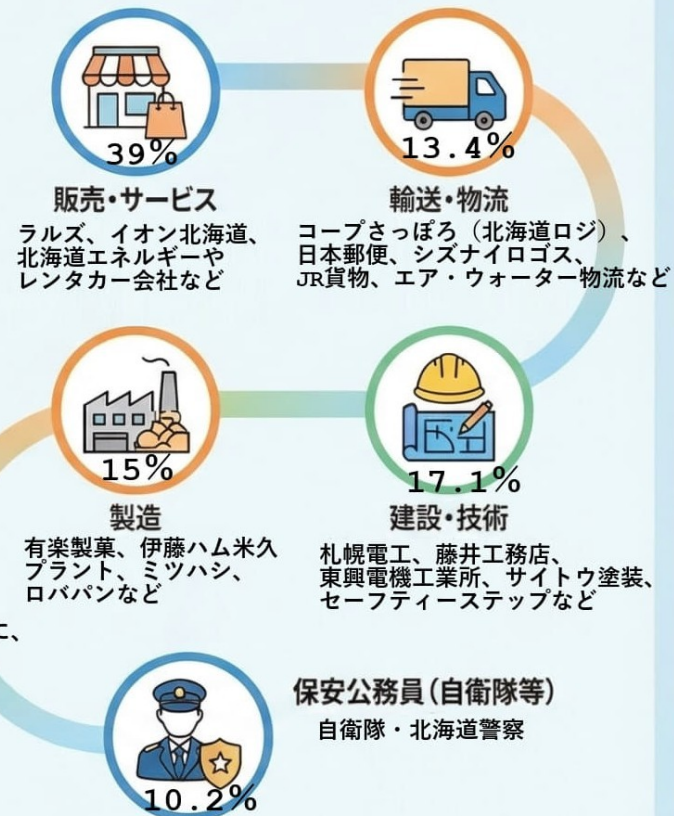 39%
販売・サービス
ラルズ、イオン北海道、
北海道エネルギーや
レンタカー会社など
13.4%
輸送・物流
コープさっぽろ（北海道ロジ）、
日本郵便、シズナイロゴス、
JR貨物、エア・ウォーター物流など
15%
製造
有楽製菓、伊藤ハム米久
プラント、ミツハシ、
ロバパンなど
17.1%
建設・技術
札幌電工、藤井工務店、
東興電機工業所、サイトウ塗装、
セーフティーステップなど
に、
10.2%
保安公務員（自衛隊等）
自衛隊・北海道警察